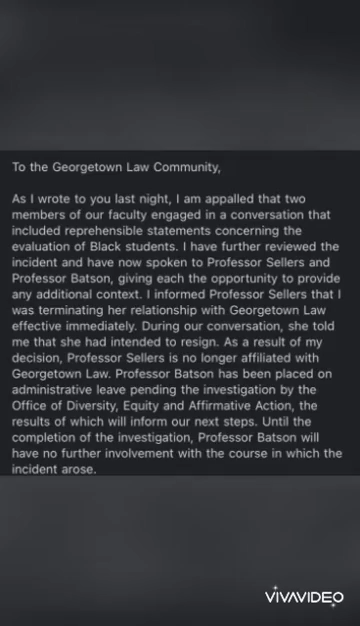 To the Georgetown Law Community,
As I wrote to you last night, I am appalled that two
members of our faculty engaged in a conversation that
included reprehensible statements concerning the
evaluation of Black students. I have further reviewed the
incident and have now spoken to Professor Sellers and
Professor Batson, giving each the opportunity to provide
any additional context. I informed Professor Sellers that I
was terminating her relationship with Georgetown Law
effective immediately. During our conversation, she told
me that she had intended to resign. As a result of my
decision, Professor Sellers is no longer affiliated with
Georgetown Law. Professor Batson has been placed on
administrative leave pending the investigation by the
Office of Diversity, Equity and Affirmative Action, the
results of which will inform our next steps. Until the
completion of the investigation, Professor Batson will
have no further involvement with the course in which the
incident arose.
VIVAVIDEO